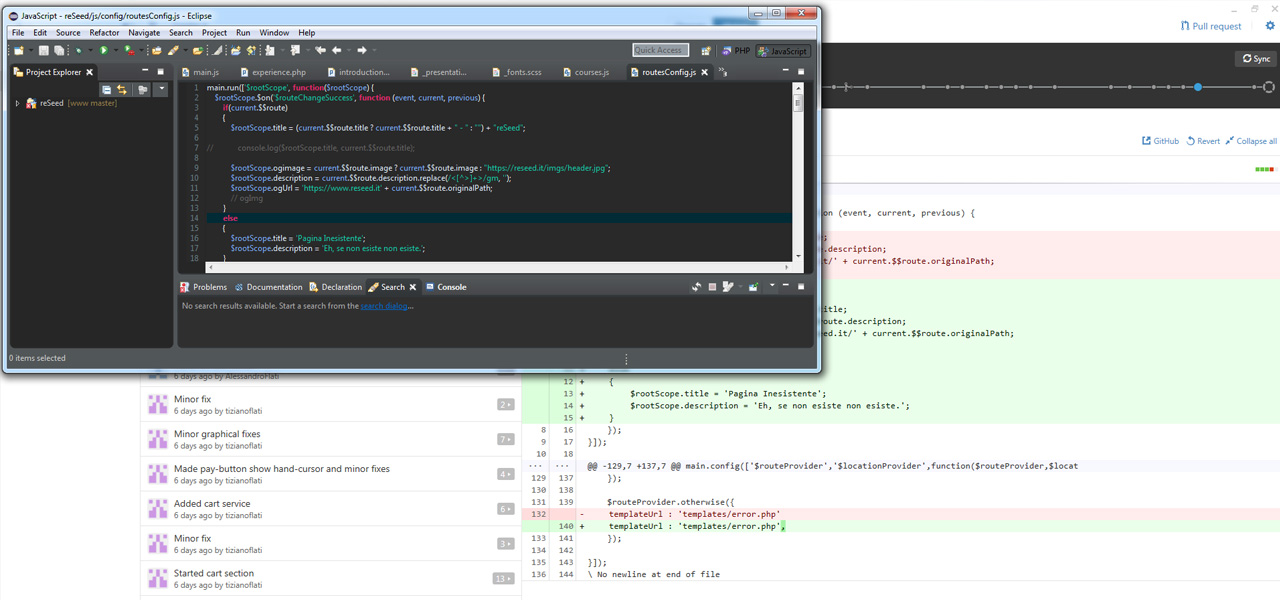 JavaScript - reSeed/js/config/routesConfig.js - Eclipse
File Edit Source Refactor Navigate Search Project Run Window Help
Quick Access PHP JavaScript
Project Explorer
reSeed [www master]
main.js experience.php introduction... _presentati... _fonts.scss courses.js routesConfig.js
1 main.run(['$rootScope', function($rootScope) {
2 $rootScope.$on('$routeChangeSuccess', function (event, current, previous) {
3 if(current.$$route)
4 {
5 $rootScope.title = (current.$$route.title ? current.$$route.title + " - " : "") + "reSeed";
6
7 // console.log($rootScope.title, current.$$route.title);
8
9 $rootScope.ogimage = current.$$route.image ? current.$$route.image : "https://reseed.it/imgs/header.jpg";
10 $rootScope.description = current.$$route.description.replace(/<[^>]+>/gm, '');
11 $rootScope.ogUrl = 'https://www.reseed.it' + current.$$route.originalPath;
12 // ogImg
13 }
14 else
15 {
16 $rootScope.title = 'Pagina Inesistente';
17 $rootScope.description = 'Eh, se non esiste non esiste.';
18 }
Problems Documentation Declaration Search Console
No search results available. Start a search from the search dialog...
0 items selected
Pull request
Sync
GitHub Revert Collapse all
on (event, current, previous) {
;
.description;
it/' + current.$$route.originalPath;
itle;
oute.description;
ed.it/' + current.$$route.originalPath;
6 days ago by AlessandroFlati
Minor fix
6 days ago by tizianoflati
2
Minor graphical fixes
6 days ago by tizianoflati
7
Made pay-button show hand-cursor and minor fixes
6 days ago by tizianoflati
4
Added cart service
6 days ago by tizianoflati
6
Minor fix
6 days ago by tizianoflati
3
Started cart section
6 days ago by tizianoflati
13
12 + {
13 + $rootScope.title = 'Pagina Inesistente';
14 + $rootScope.description = 'Eh, se non esiste non esiste.';
15 + }
8 16 });
9 17 }]);
10 18
... ... @@ -129,7 +137,7 @@ main.config(['$routeProvider','$locationProvider',function($routeProvider,$locat
129 137 });
130 138
131 139 $routeProvider.otherwise({
132 - templateUrl : 'templates/error.php'
140 + templateUrl : 'templates/error.php',
133 141 });
134 142
135 143 }]);
136 144 \ No newline at end of file